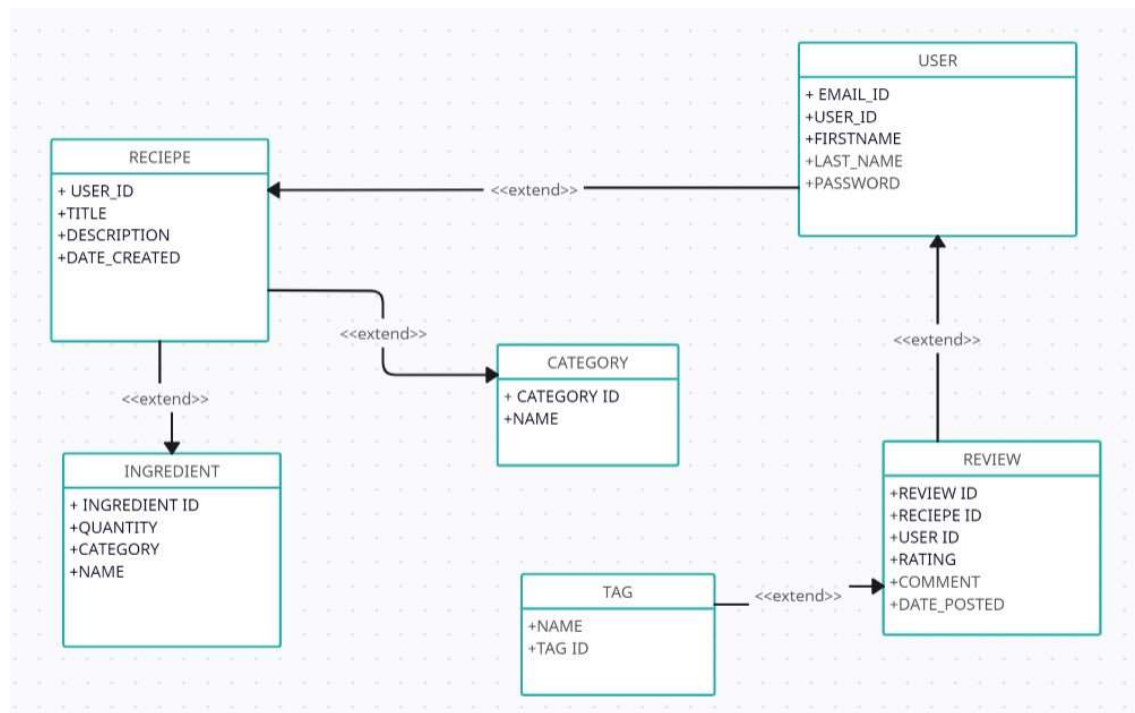 USER
+ EMAIL_ID
+USER_ID
+FIRSTNAME
+LAST_NAME
+PASSWORD
RECIEPE
+ USER_ID
+TITLE
+DESCRIPTION
+DATE_CREATED
<<extend>>
<<extend>>
<<extend>>
<<extend>>
CATEGORY
+ CATEGORY ID
+NAME
INGREDIENT
+ INGREDIENT ID
+QUANTITY
+CATEGORY
+NAME
REVIEW
+REVIEW ID
+RECIEPE ID
+USER ID
+RATING
+COMMENT
+DATE_POSTED
TAG
+NAME
+TAG ID
<<extend>>